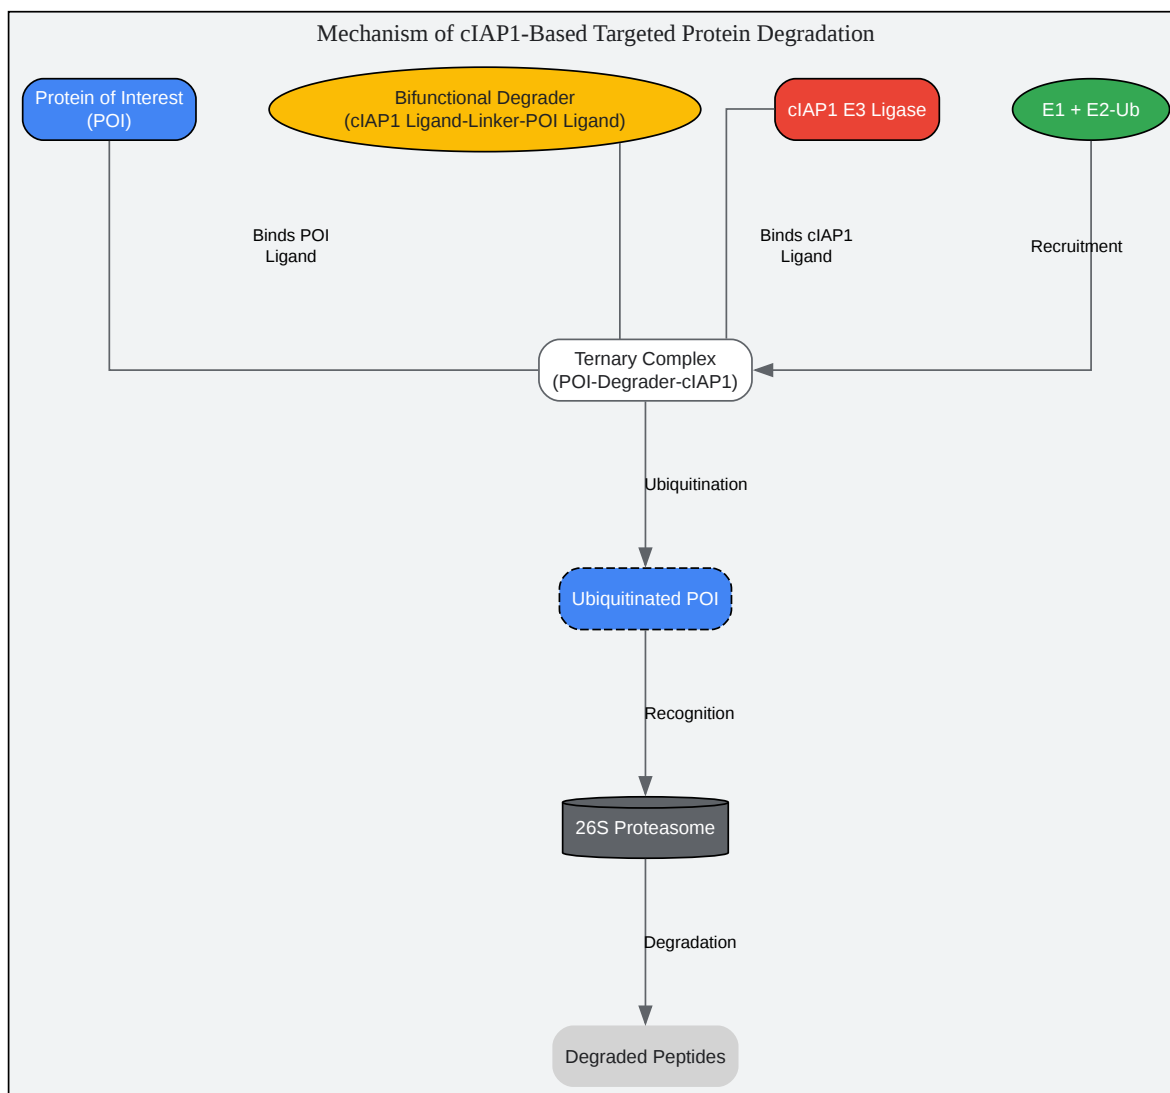 Mechanism of cIAP1-Based Targeted Protein Degradation
Protein of Interest
(POI)
Bifunctional Degrader
(cIAP1 Ligand-Linker-POI Ligand)
cIAP1 E3 Ligase
E1 + E2-Ub
Binds POI
Ligand
Binds cIAP1
Ligand
Recruitment
Ternary Complex
(POI-Degrader-cIAP1)
Ubiquitination
Ubiquitinated POI
Recognition
26S Proteasome
Degradation
Degraded Peptides